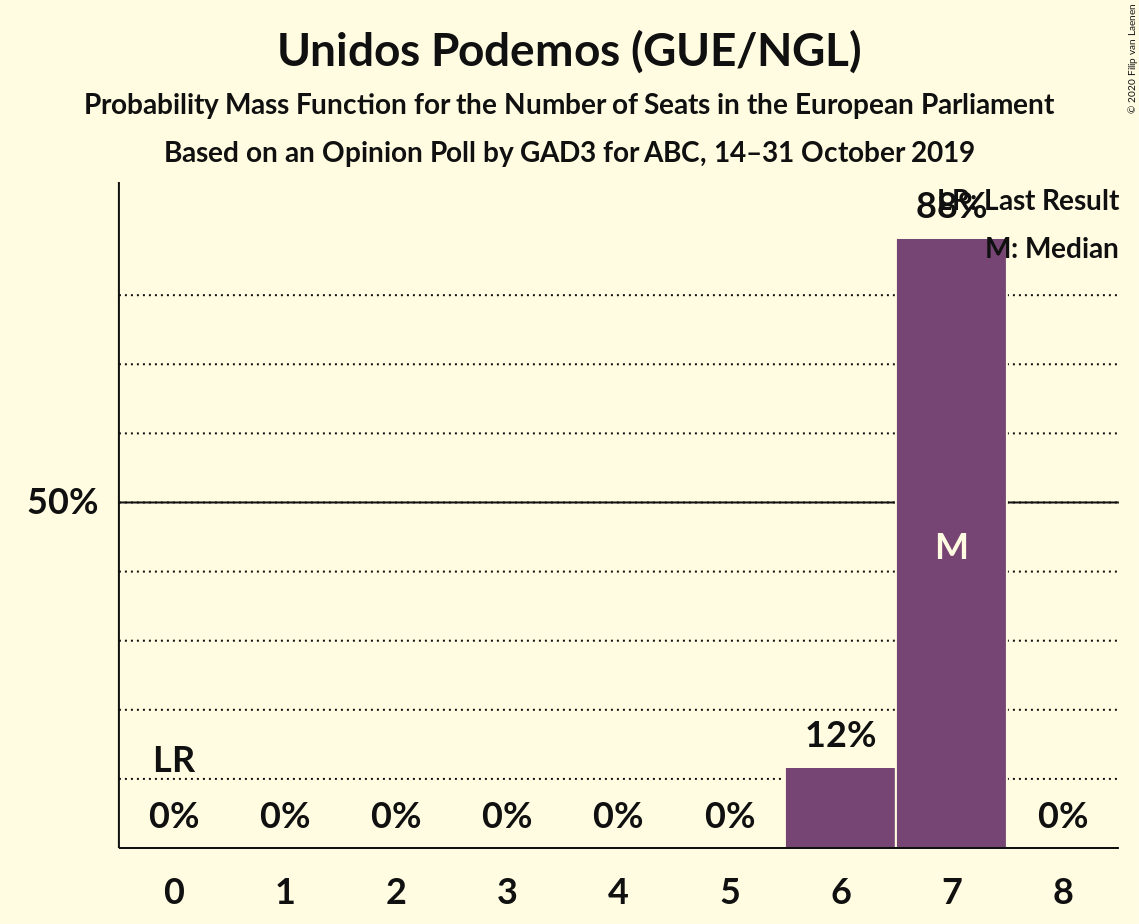 Unidos Podemos (GUE/NGL)
Probability Mass Function for the Number of Seats in the European Parliament
Based on an Opinion Poll by GAD3 for ABC, 14–31 October 2019
© 2020 Filip van Laenen
LR: Last Result
M: Median
88%
50%
M
12%
LR
0% 0% 0% 0% 0% 0% 0%
0 1 2 3 4 5 6 7 8